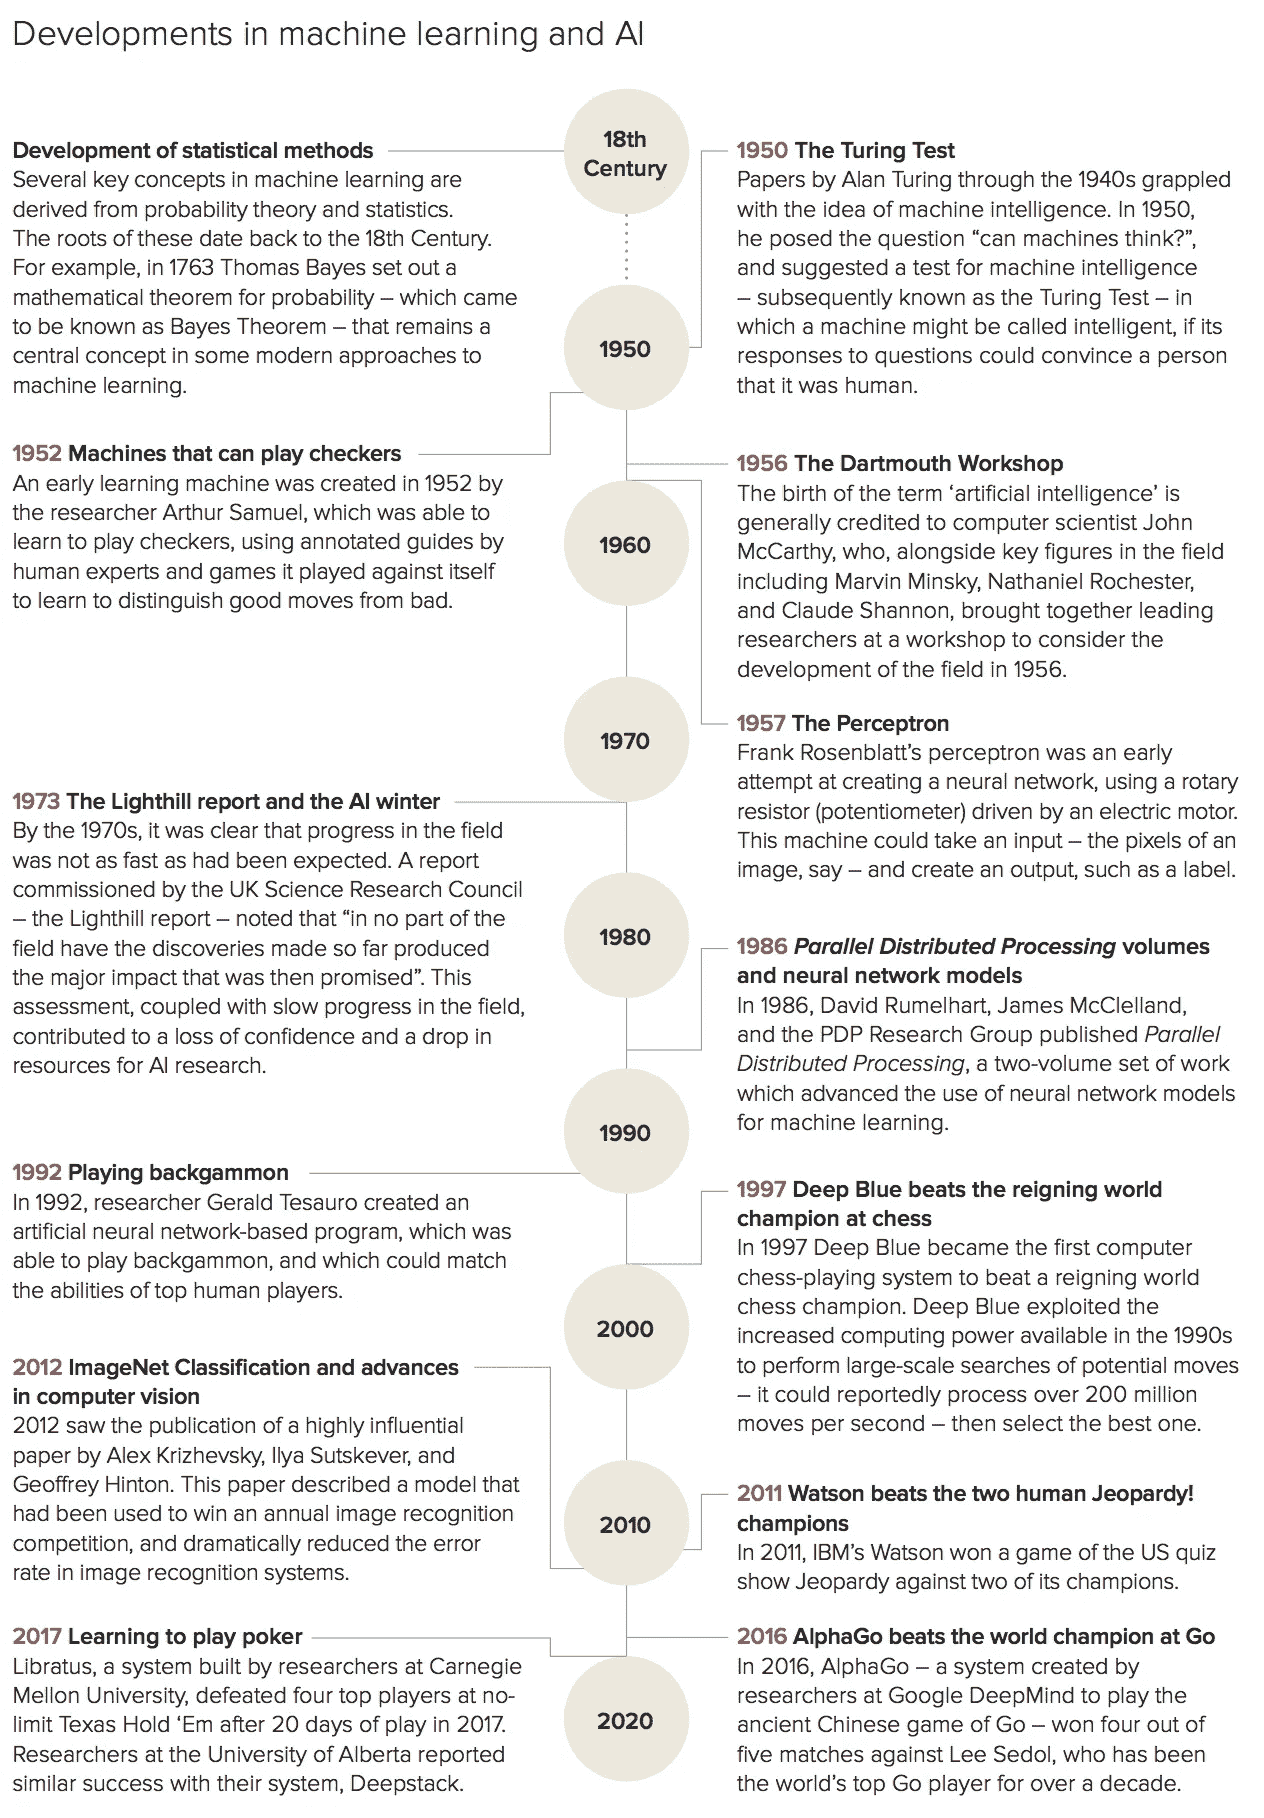 Developments in machine learning and AI
18th
Century
Development of statistical methods
Several key concepts in machine learning are
derived from probability theory and statistics.
The roots of these date back to the 18th Century.
For example, in 1763 Thomas Bayes set out a
mathematical theorem for probability – which came
to be known as Bayes Theorem – that remains a
central concept in some modern approaches to
machine learning.
1950 The Turing Test
Papers by Alan Turing through the 1940s grappled
with the idea of machine intelligence. In 1950,
he posed the question “can machines think?”,
and suggested a test for machine intelligence
– subsequently known as the Turing Test – in
which a machine might be called intelligent, if its
responses to questions could convince a person
that it was human.
1950
1952 Machines that can play checkers
An early learning machine was created in 1952 by
the researcher Arthur Samuel, which was able to
learn to play checkers, using annotated guides by
human experts and games it played against itself
to learn to distinguish good moves from bad.
1956 The Dartmouth Workshop
The birth of the term ‘artificial intelligence’ is
generally credited to computer scientist John
McCarthy, who, alongside key figures in the field
including Marvin Minsky, Nathaniel Rochester,
and Claude Shannon, brought together leading
researchers at a workshop to consider the
development of the field in 1956.
1960
1957 The Perceptron
Frank Rosenblatt’s perceptron was an early
attempt at creating a neural network, using a rotary
resistor (potentiometer) driven by an electric motor.
This machine could take an input – the pixels of an
image, say – and create an output, such as a label.
1970
1973 The Lighthill report and the AI winter
By the 1970s, it was clear that progress in the field
was not as fast as had been expected. A report
commissioned by the UK Science Research Council
– the Lighthill report – noted that “in no part of the
field have the discoveries made so far produced
the major impact that was then promised”. This
assessment, coupled with slow progress in the field,
contributed to a loss of confidence and a drop in
resources for AI research.
1980
1986 Parallel Distributed Processing volumes
and neural network models
In 1986, David Rumelhart, James McClelland,
and the PDP Research Group published Parallel
Distributed Processing, a two-volume set of work
which advanced the use of neural network models
for machine learning.
1990
1992 Playing backgammon
In 1992, researcher Gerald Tesauro created an
artificial neural network-based program, which was
able to play backgammon, and which could match
the abilities of top human players.
1997 Deep Blue beats the reigning world
champion at chess
In 1997 Deep Blue became the first computer
chess-playing system to beat a reigning world
chess champion. Deep Blue exploited the
increased computing power available in the 1990s
to perform large-scale searches of potential moves
– it could reportedly process over 200 million
moves per second – then select the best one.
2000
2012 ImageNet Classification and advances
in computer vision
2012 saw the publication of a highly influential
paper by Alex Krizhevsky, Ilya Sutskever, and
Geoffrey Hinton. This paper described a model that
had been used to win an annual image recognition
competition, and dramatically reduced the error
rate in image recognition systems.
2010
2011 Watson beats the two human Jeopardy!
champions
In 2011, IBM’s Watson won a game of the US quiz
show Jeopardy against two of its champions.
2017 Learning to play poker
Libratus, a system built by researchers at Carnegie
Mellon University, defeated four top players at no-
limit Texas Hold ‘Em after 20 days of play in 2017.
Researchers at the University of Alberta reported
similar success with their system, Deepstack.
2016 AlphaGo beats the world champion at Go
In 2016, AlphaGo – a system created by
researchers at Google DeepMind to play the
ancient Chinese game of Go – won four out of
five matches against Lee Sedol, who has been
the world’s top Go player for over a decade.
2020